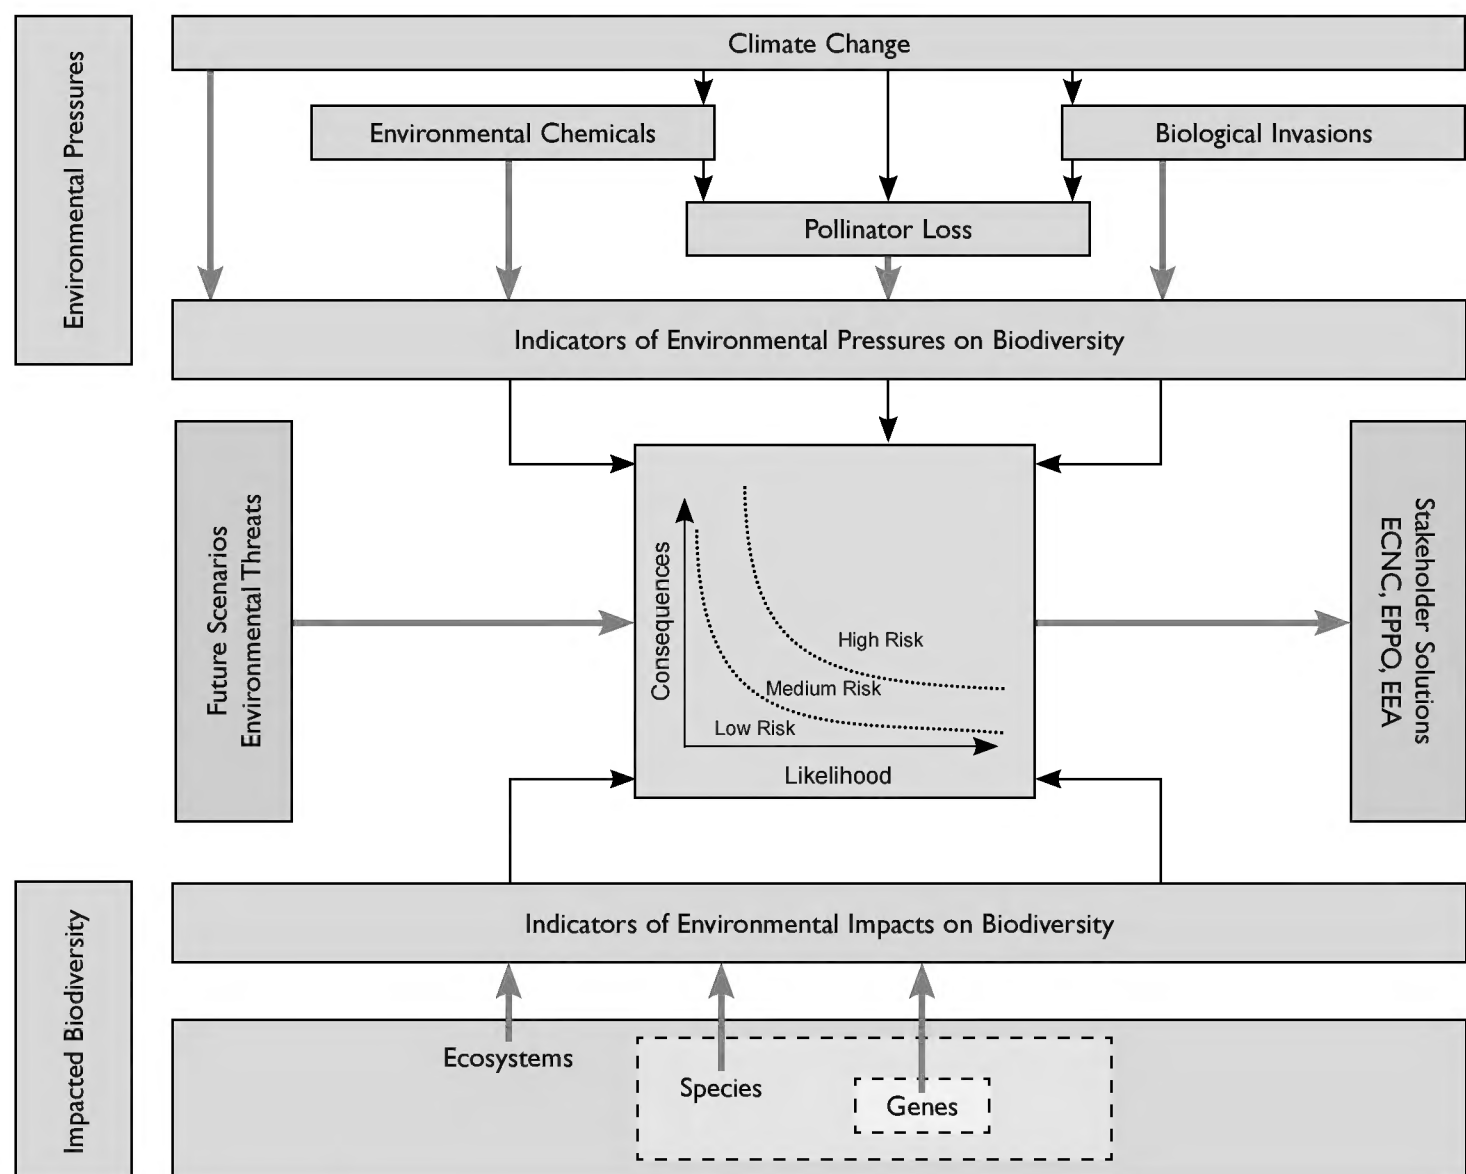 Environmental Pressures
Climate Change
Environmental Chemicals
Biological Invasions
Pollinator Loss
Indicators of Environmental Pressures on Biodiversity
Future Scenarios
Environmental Threats
Consequences
High Risk
Medium Risk
Low Risk
Likelihood
Stakeholder Solutions
ECNC, EPPO, EEA
Impacted Biodiversity
Indicators of Environmental Impacts on Biodiversity
Ecosystems
Species
Genes